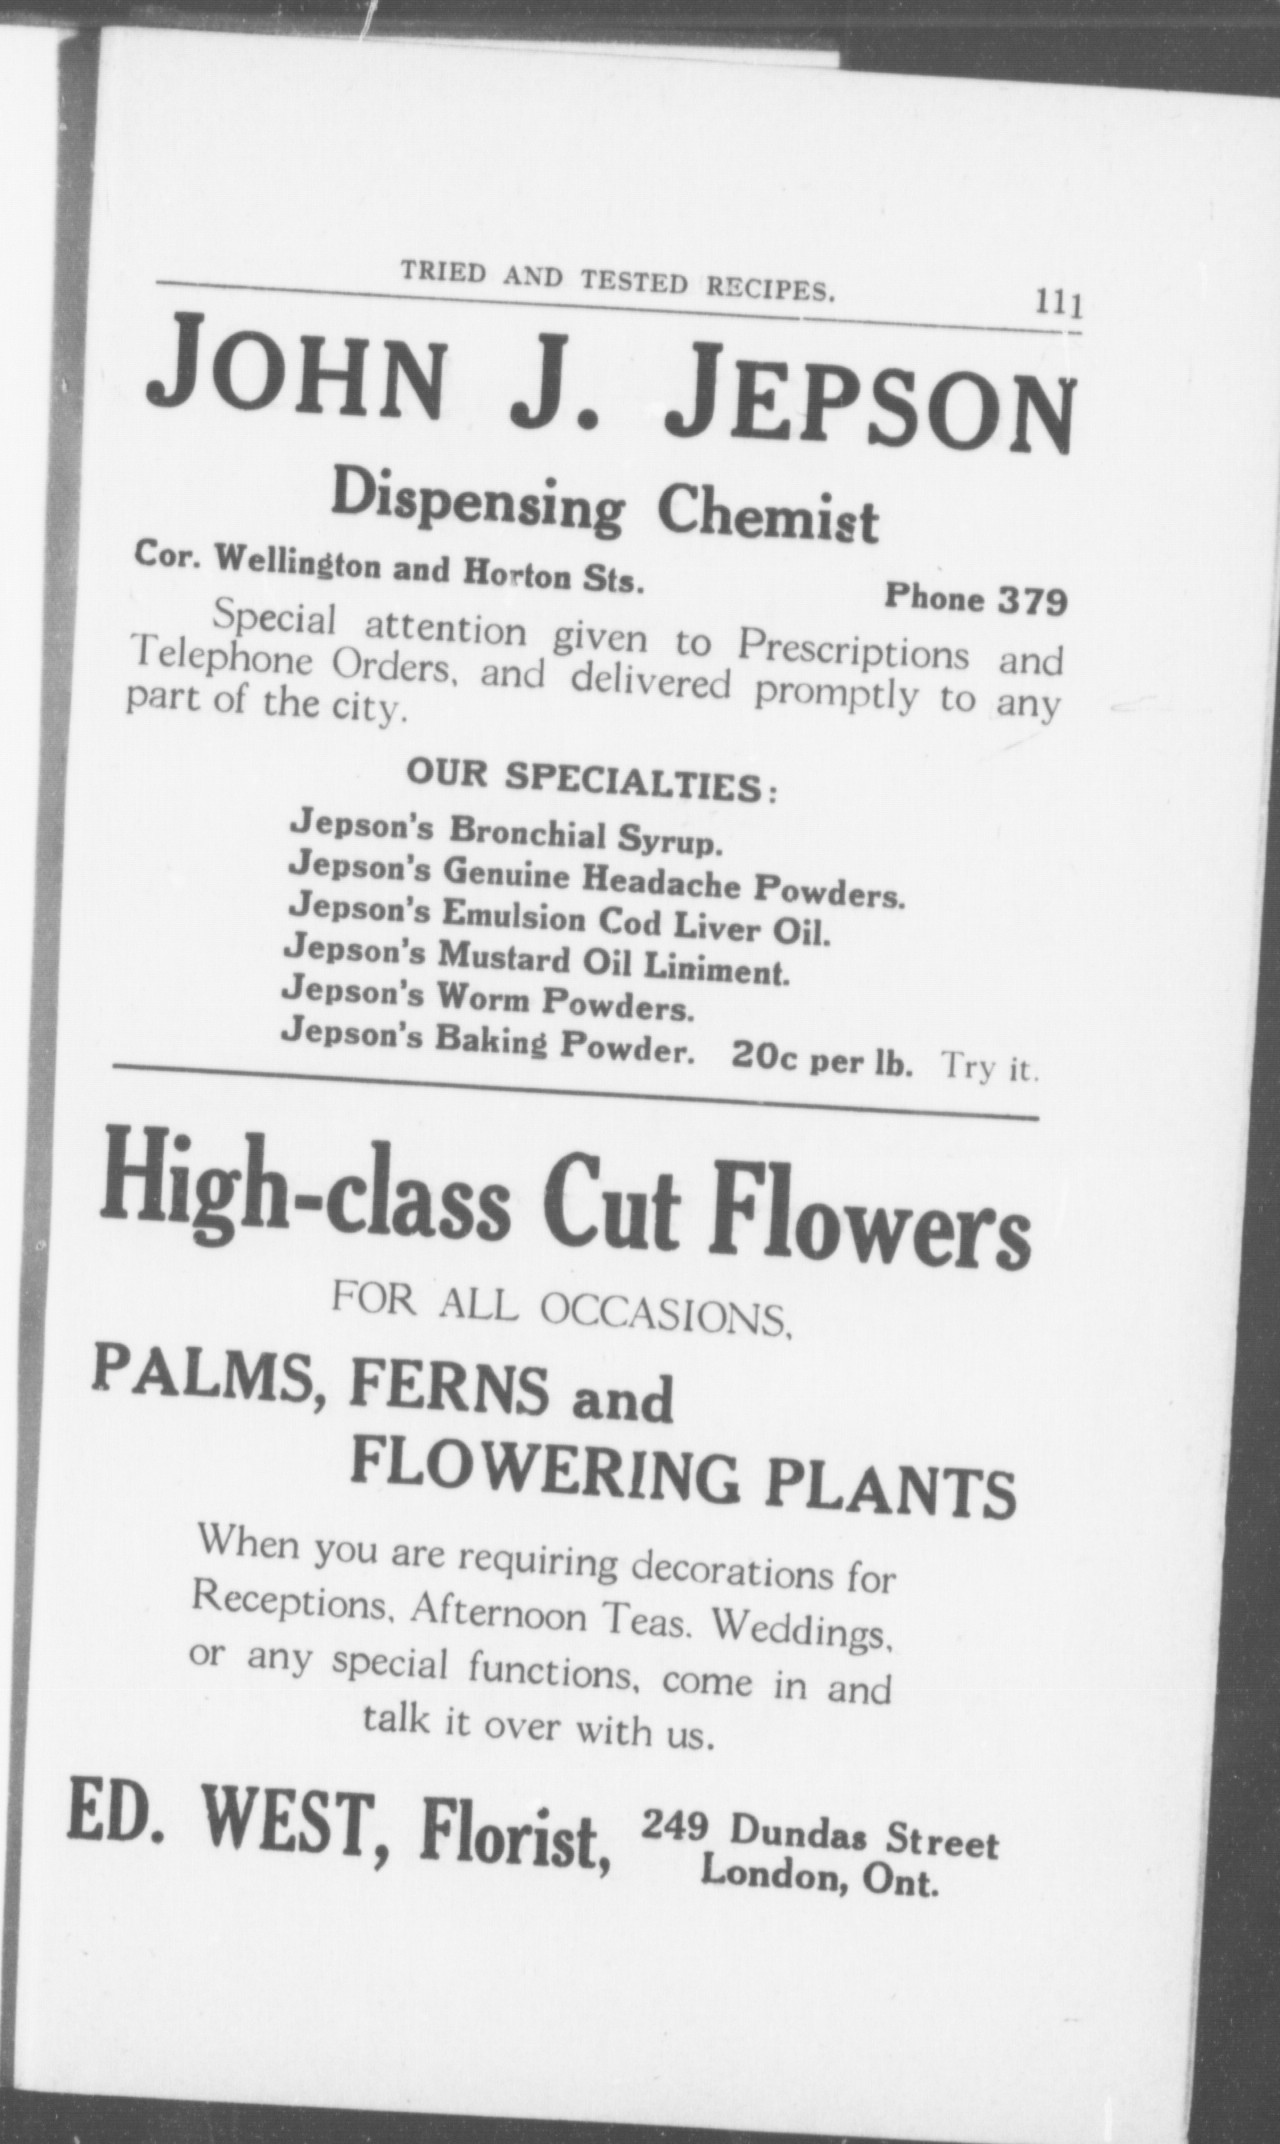 TRIED AND TESTED RECIPES. 111
JOHN J. JEPSON
Dispensing Chemist
Cor. Wellington and Horton Sts. Phone 379
Special attention given to Prescriptions and
Telephone Orders, and delivered promptly to any
part of the city.
OUR SPECIALTIES:
Jepson's Bronchial Syrup.
Jepson's Genuine Headache Powders.
Jepson's Emulsion Cod Liver Oil.
Jepson's Mustard Oil Liniment.
Jepson's Worm Powders.
Jepson's Baking Powder. 20c per lb. Try it.
High-class Cut Flowers
FOR ALL OCCASIONS,
PALMS, FERNS and
FLOWERING PLANTS
When you are requiring decorations for
Receptions, Afternoon Teas. Weddings,
or any special functions, come in and
talk it over with us.
ED. WEST, Florist, 249 Dundas Street
London, Ont.